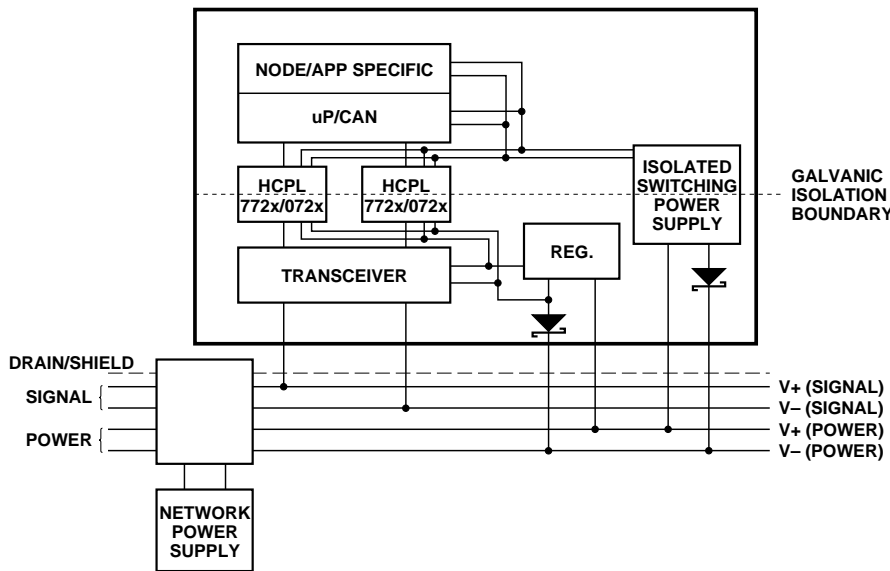 NODE/APP SPECIFIC
uP/CAN
HCPL
772x/072x
HCPL
772x/072x
ISOLATED
SWITCHING
POWER
SUPPLY
GALVANIC
ISOLATION
BOUNDARY
TRANSCEIVER
REG.
DRAIN/SHIELD
SIGNAL
POWER
V+ (SIGNAL)
V– (SIGNAL)
V+ (POWER)
V– (POWER)
NETWORK
POWER
SUPPLY